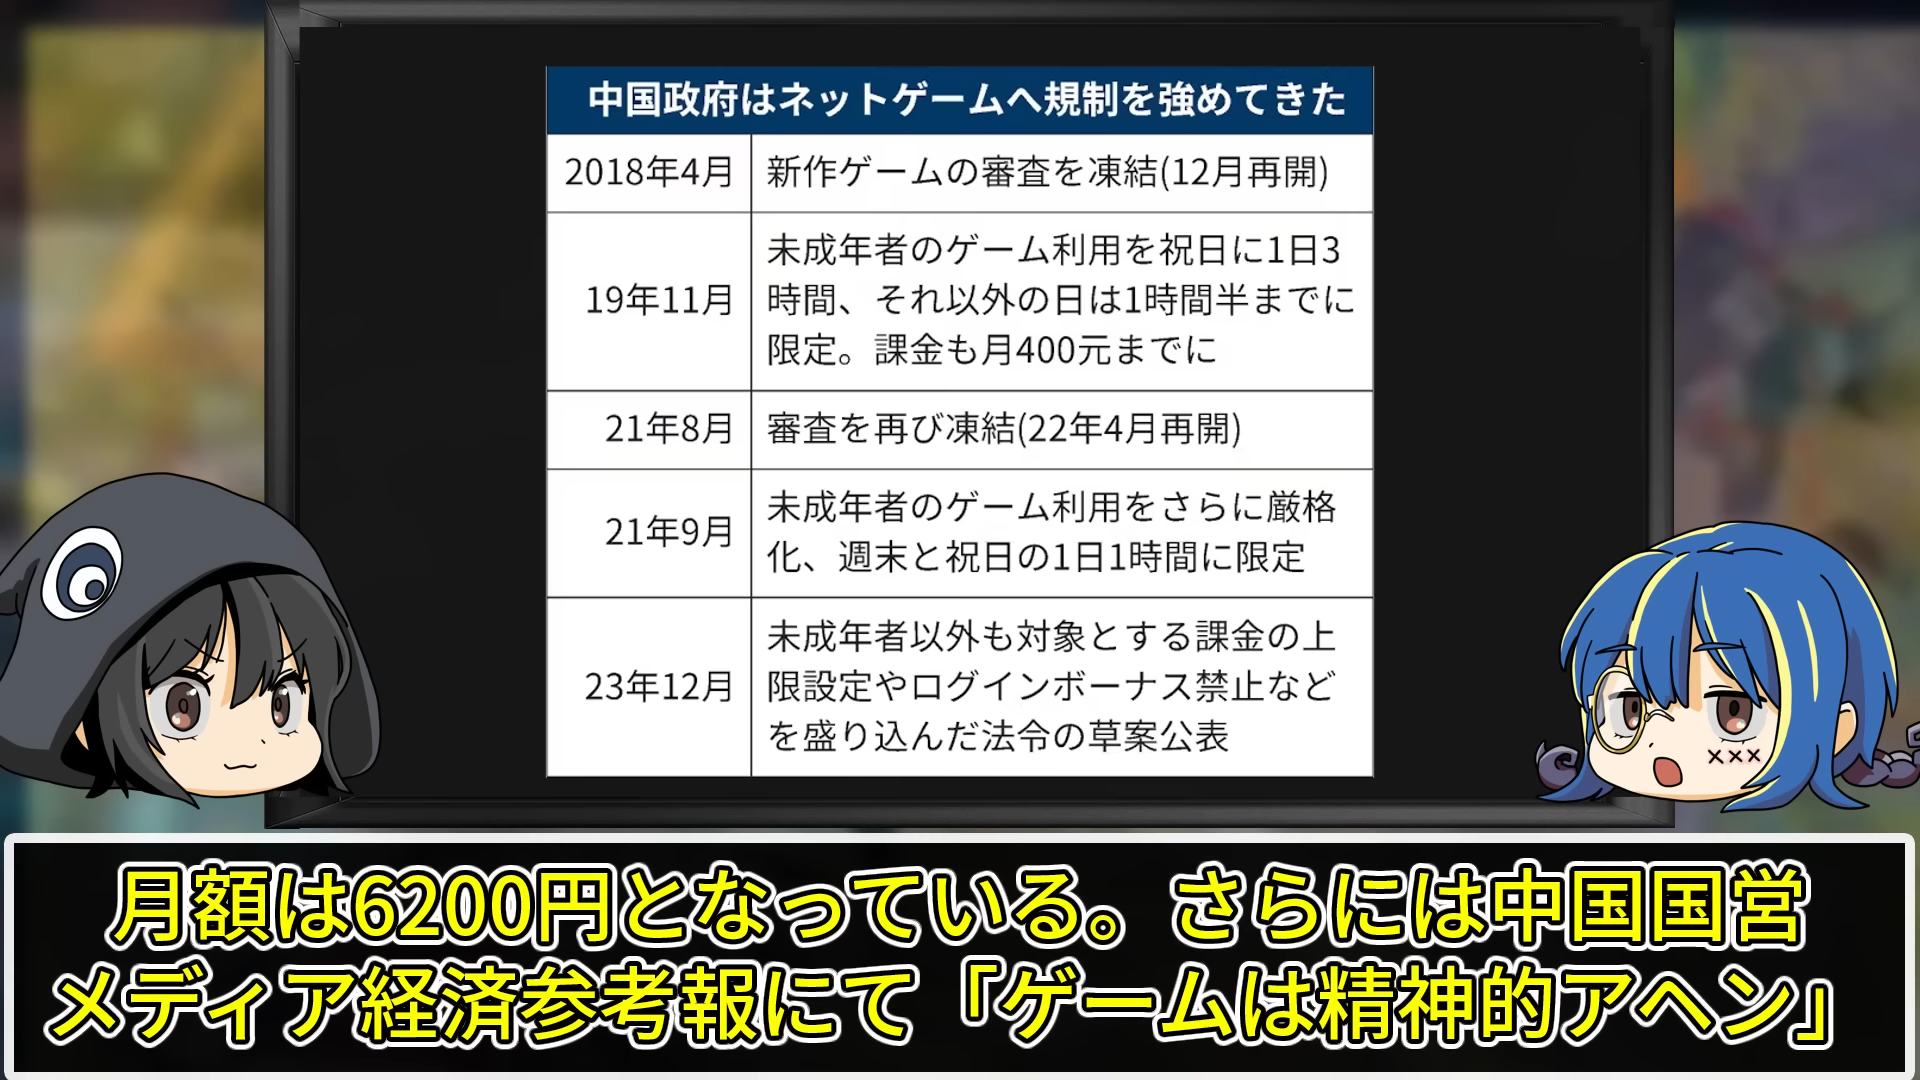 中国政府はネットゲームへ規制を強めてきた
2018年4月 新作ゲームの審査を凍結(12月再開)
19年11月 未成年者のゲーム利用を祝日に1日3
時間、それ以外の日は1時間半までに
限定。課金も月400元までに
21年8月 審査を再び凍結(22年4月再開)
21年9月 未成年者のゲーム利用をさらに厳格
化、週末と祝日の1日1時間に限定
23年12月 未成年者以外も対象とする課金の上
限設定やログインボーナス禁止など
を盛り込んだ法令の草案公表
月額は6200円となっている。さらには中国国営
メディア経済参考報にて「ゲームは精神的アヘン」